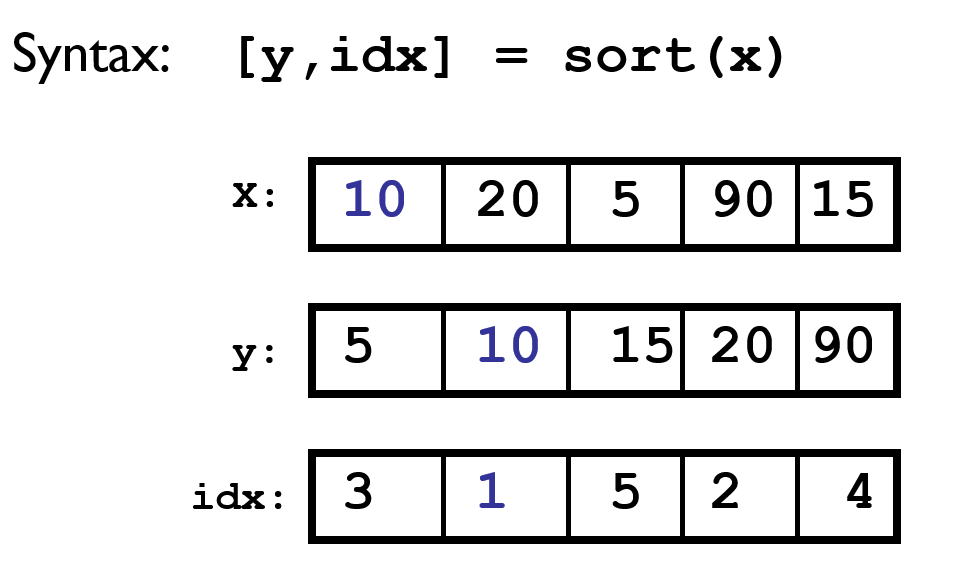 Syntax: [y,idx] = sort(x)
x: 10 20 5 90 15
y: 5 10 15 20 90
idx: 3 1 5 2 4